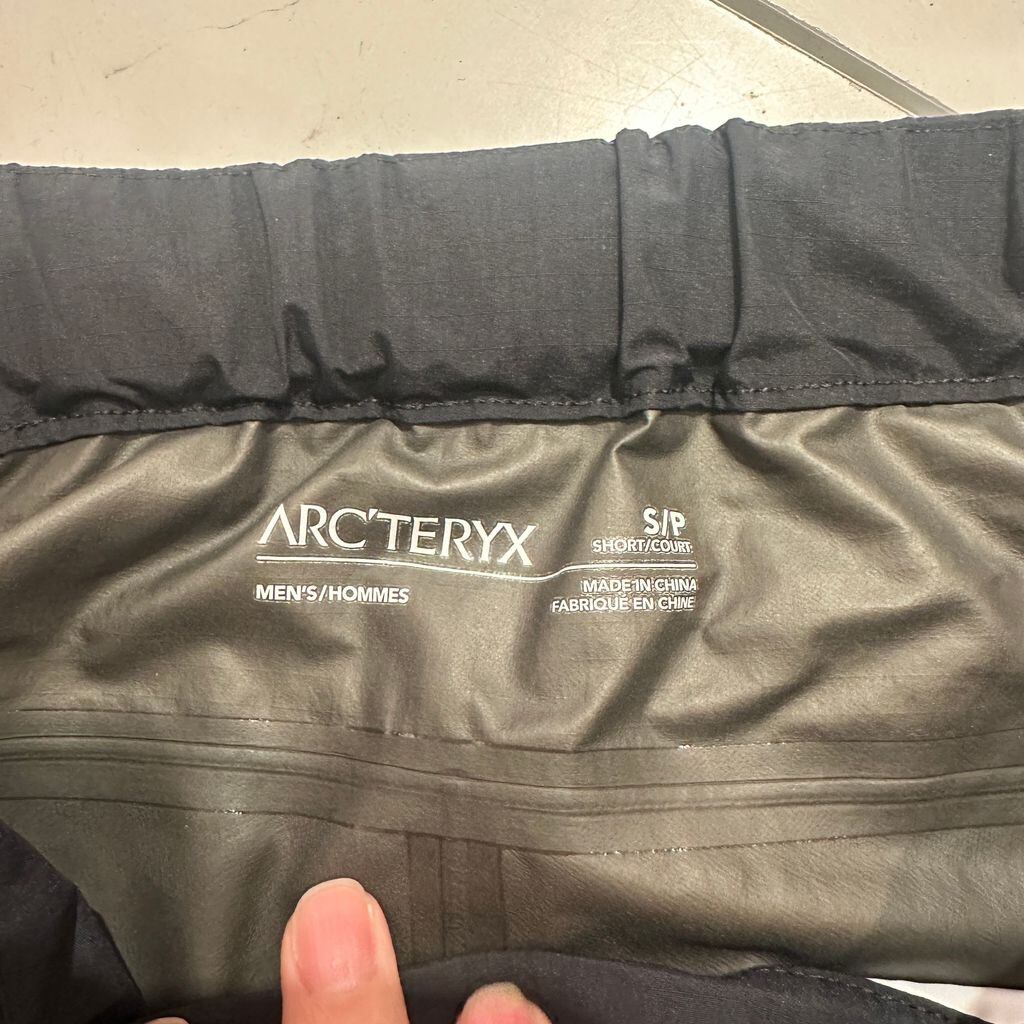 ARC'TERYX
S/P
SHORT/COURT
MEN'S/HOMMES
MADE IN CHINA
FABRIQUÉ EN CHINE